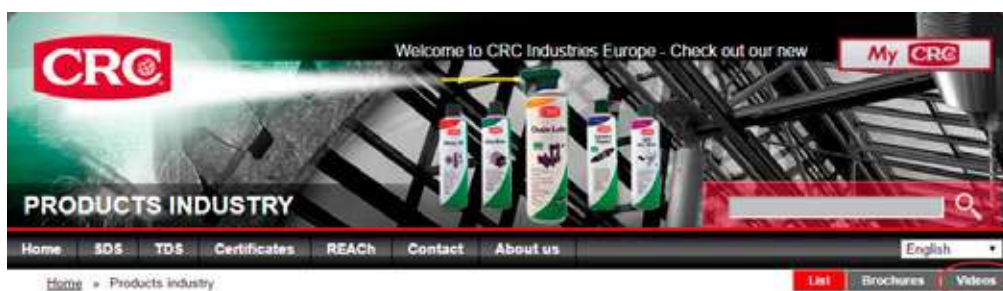 CRC
Welcome to CRC Industries Europe - Check out our new
My CRC
PRODUCTS INDUSTRY
Home SDS TDS Certificates REACh Contact About us English
Home » Products industry
List Brochures Videos